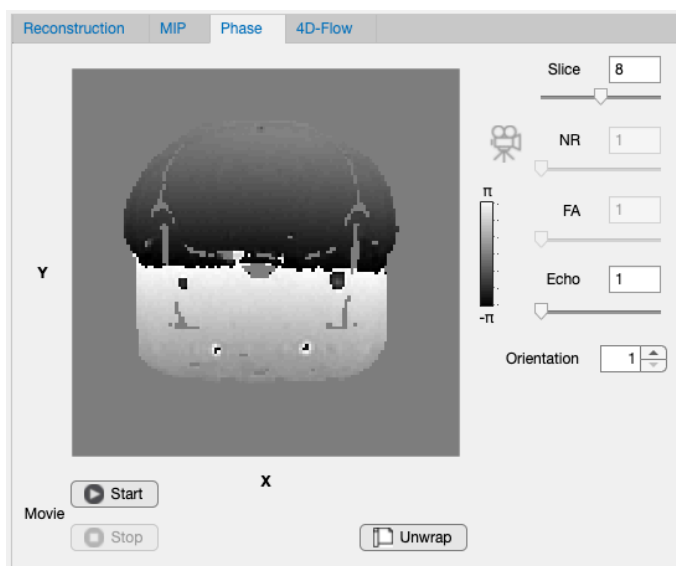 Reconstruction MIP Phase 4D-Flow
Slice 8
NR 1
π
FA 1
Y
Echo 1
-π
Orientation 1
X
Start
Movie
Stop
Unwrap